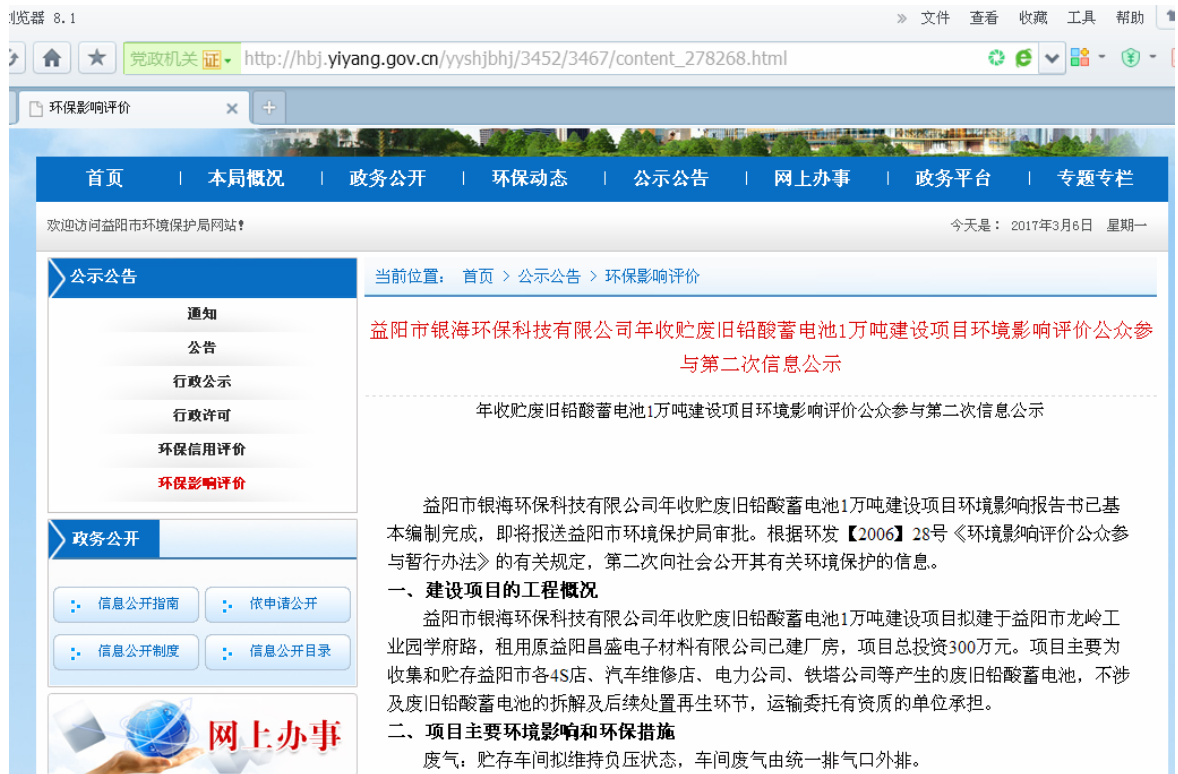 浏览器 8.1
» 文件 查看 收藏 工具 帮助
党政机关 证 http://hbj.yiyang.gov.cn/yyshjbhj/3452/3467/content_278268.html
环保影响评价
首页 | 本局概况 | 政务公开 | 环保动态 | 公示公告 | 网上办事 | 政务平台 | 专题专栏
欢迎访问益阳市环境保护局网站！
今天是： 2017年3月6日 星期一
公示公告
通知
公告
行政公示
行政许可
环保信用评价
环保影响评价
政务公开
信息公开指南
依申请公开
信息公开制度
信息公开目录
网上办事
当前位置： 首页 > 公示公告 > 环保影响评价
益阳市银海环保科技有限公司年收贮废旧铅酸蓄电池1万吨建设项目环境影响评价公众参
与第二次信息公示
年收贮废旧铅酸蓄电池1万吨建设项目环境影响评价公众参与第二次信息公示
益阳市银海环保科技有限公司年收贮废旧铅酸蓄电池1万吨建设项目环境影响报告书已基
本编制完成，即将报送益阳市环境保护局审批。根据环发【2006】28号《环境影响评价公众参
与暂行办法》的有关规定，第二次向社会公开其有关环境保护的信息。
一、建设项目的工程概况
益阳市银海环保科技有限公司年收贮废旧铅酸蓄电池1万吨建设项目拟建于益阳市龙岭工
业园学府路，租用原益阳昌盛电子材料有限公司已建厂房，项目总投资300万元。项目主要为
收集和贮存益阳市各4S店、汽车维修店、电力公司、铁塔公司等产生的废旧铅酸蓄电池，不涉
及废旧铅酸蓄电池的拆解及后续处置再生环节，运输委托有资质的单位承担。
二、项目主要环境影响和环保措施
废气：贮存车间拟维持负压状态，车间废气由统一排气口外排。